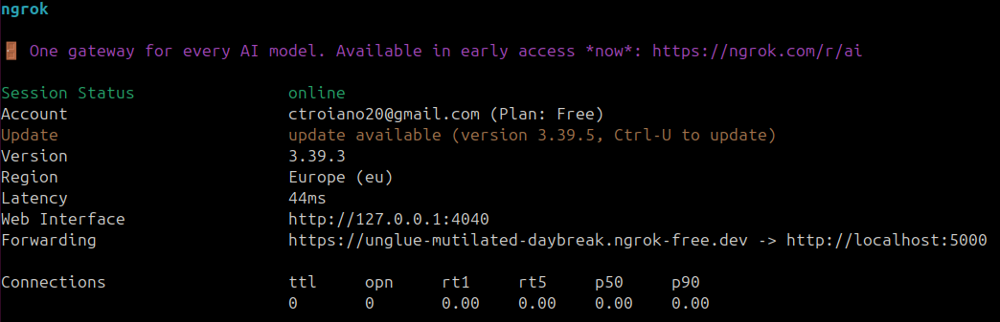 ngrok
🚪 One gateway for every AI model. Available in early access *now*: https://ngrok.com/r/ai
Session Status online
Account ctroiano20@gmail.com (Plan: Free)
Update update available (version 3.39.5, Ctrl-U to update)
Version 3.39.3
Region Europe (eu)
Latency 44ms
Web Interface http://127.0.0.1:4040
Forwarding https://unglue-mutilated-daybreak.ngrok-free.dev -> http://localhost:5000
Connections ttl opn rt1 rt5 p50 p90
0 0 0.00 0.00 0.00 0.00